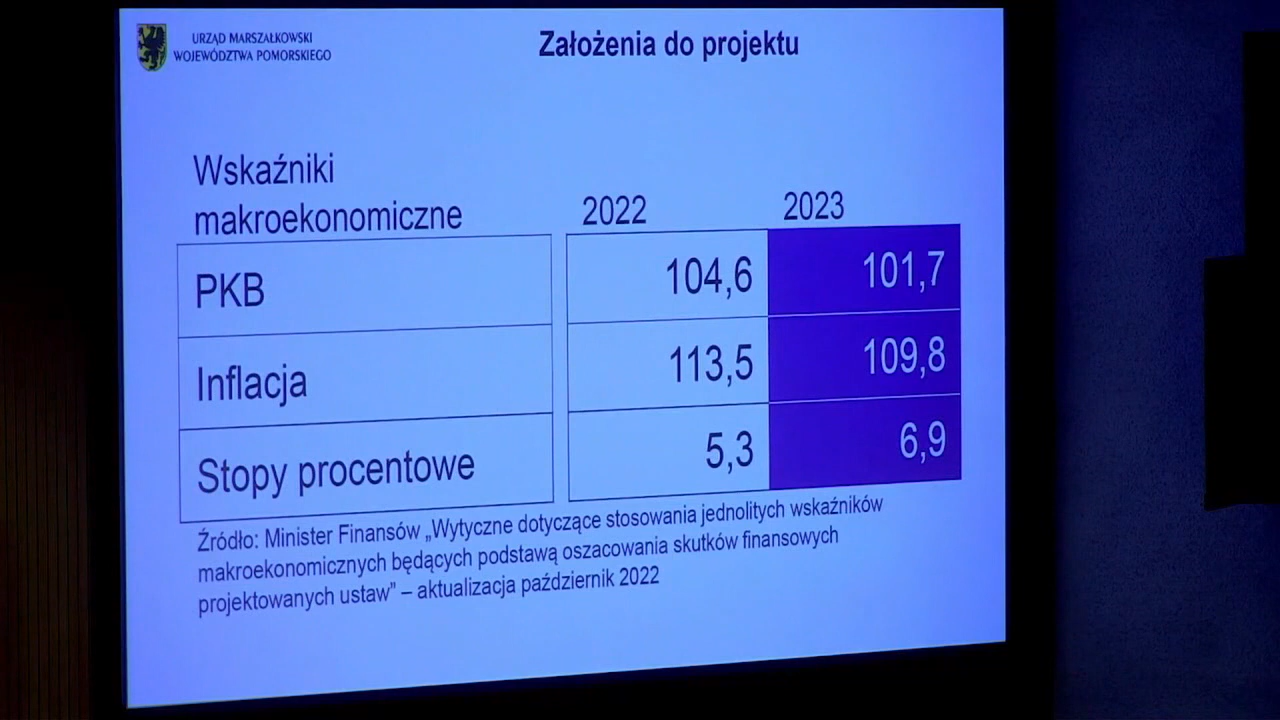 URZĄD MARSZAŁKOWSKI
WOJEWÓDZTWA POMORSKIEGO
Założenia do projektu
Wskaźniki
makroekonomiczne
2022
2023
PKB
104,6
101,7
Inflacja
113,5
109,8
Stopy procentowe
5,3
6,9
Źródło: Minister Finansów „Wytyczne dotyczące stosowania jednolitych wskaźników
makroekonomicznych będących podstawą oszacowania skutków finansowych
projektowanych ustaw” – aktualizacja październik 2022